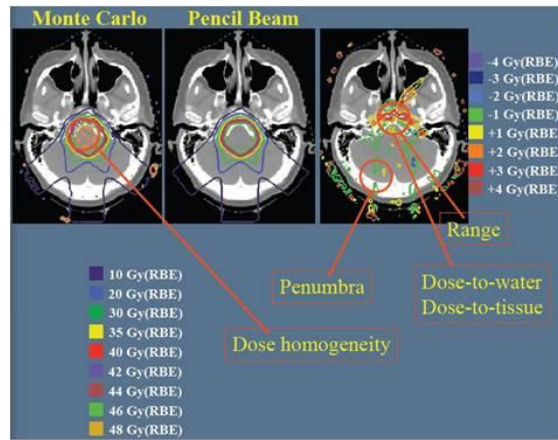 Monte Carlo
Pencil Beam
-4 Gy(RBE)
-3 Gy(RBE)
-2 Gy(RBE)
-1 Gy(RBE)
+1 Gy(RBE)
+2 Gy(RBE)
+3 Gy(RBE)
+4 Gy(RBE)
Range
Penumbra
Dose-to-water
Dose-to-tissue
Dose homogeneity
10 Gy(RBE)
20 Gy(RBE)
30 Gy(RBE)
35 Gy(RBE)
40 Gy(RBE)
42 Gy(RBE)
44 Gy(RBE)
46 Gy(RBE)
48 Gy(RBE)